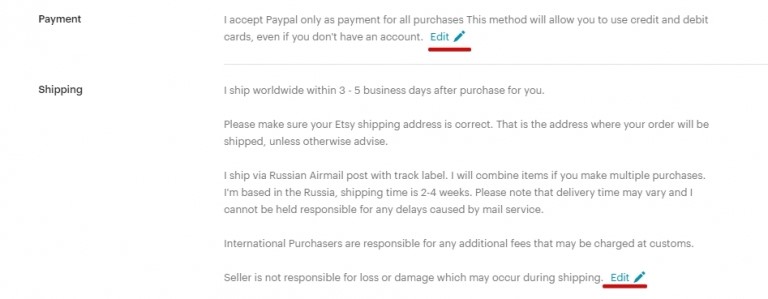 Payment
I accept Paypal only as payment for all purchases This method will allow you to use credit and debit
cards, even if you don't have an account. Edit
Shipping
I ship worldwide within 3 - 5 business days after purchase for you.
Please make sure your Etsy shipping address is correct. That is the address where your order will be
shipped, unless otherwise advise.
I ship via Russian Airmail post with track label. I will combine items if you make multiple purchases.
I'm based in the Russia, shipping time is 2-4 weeks. Please note that delivery time may vary and I
cannot be held responsible for any delays caused by mail service.
International Purchasers are responsible for any additional fees that may be charged at customs.
Seller is not responsible for loss or damage which may occur during shipping. Edit